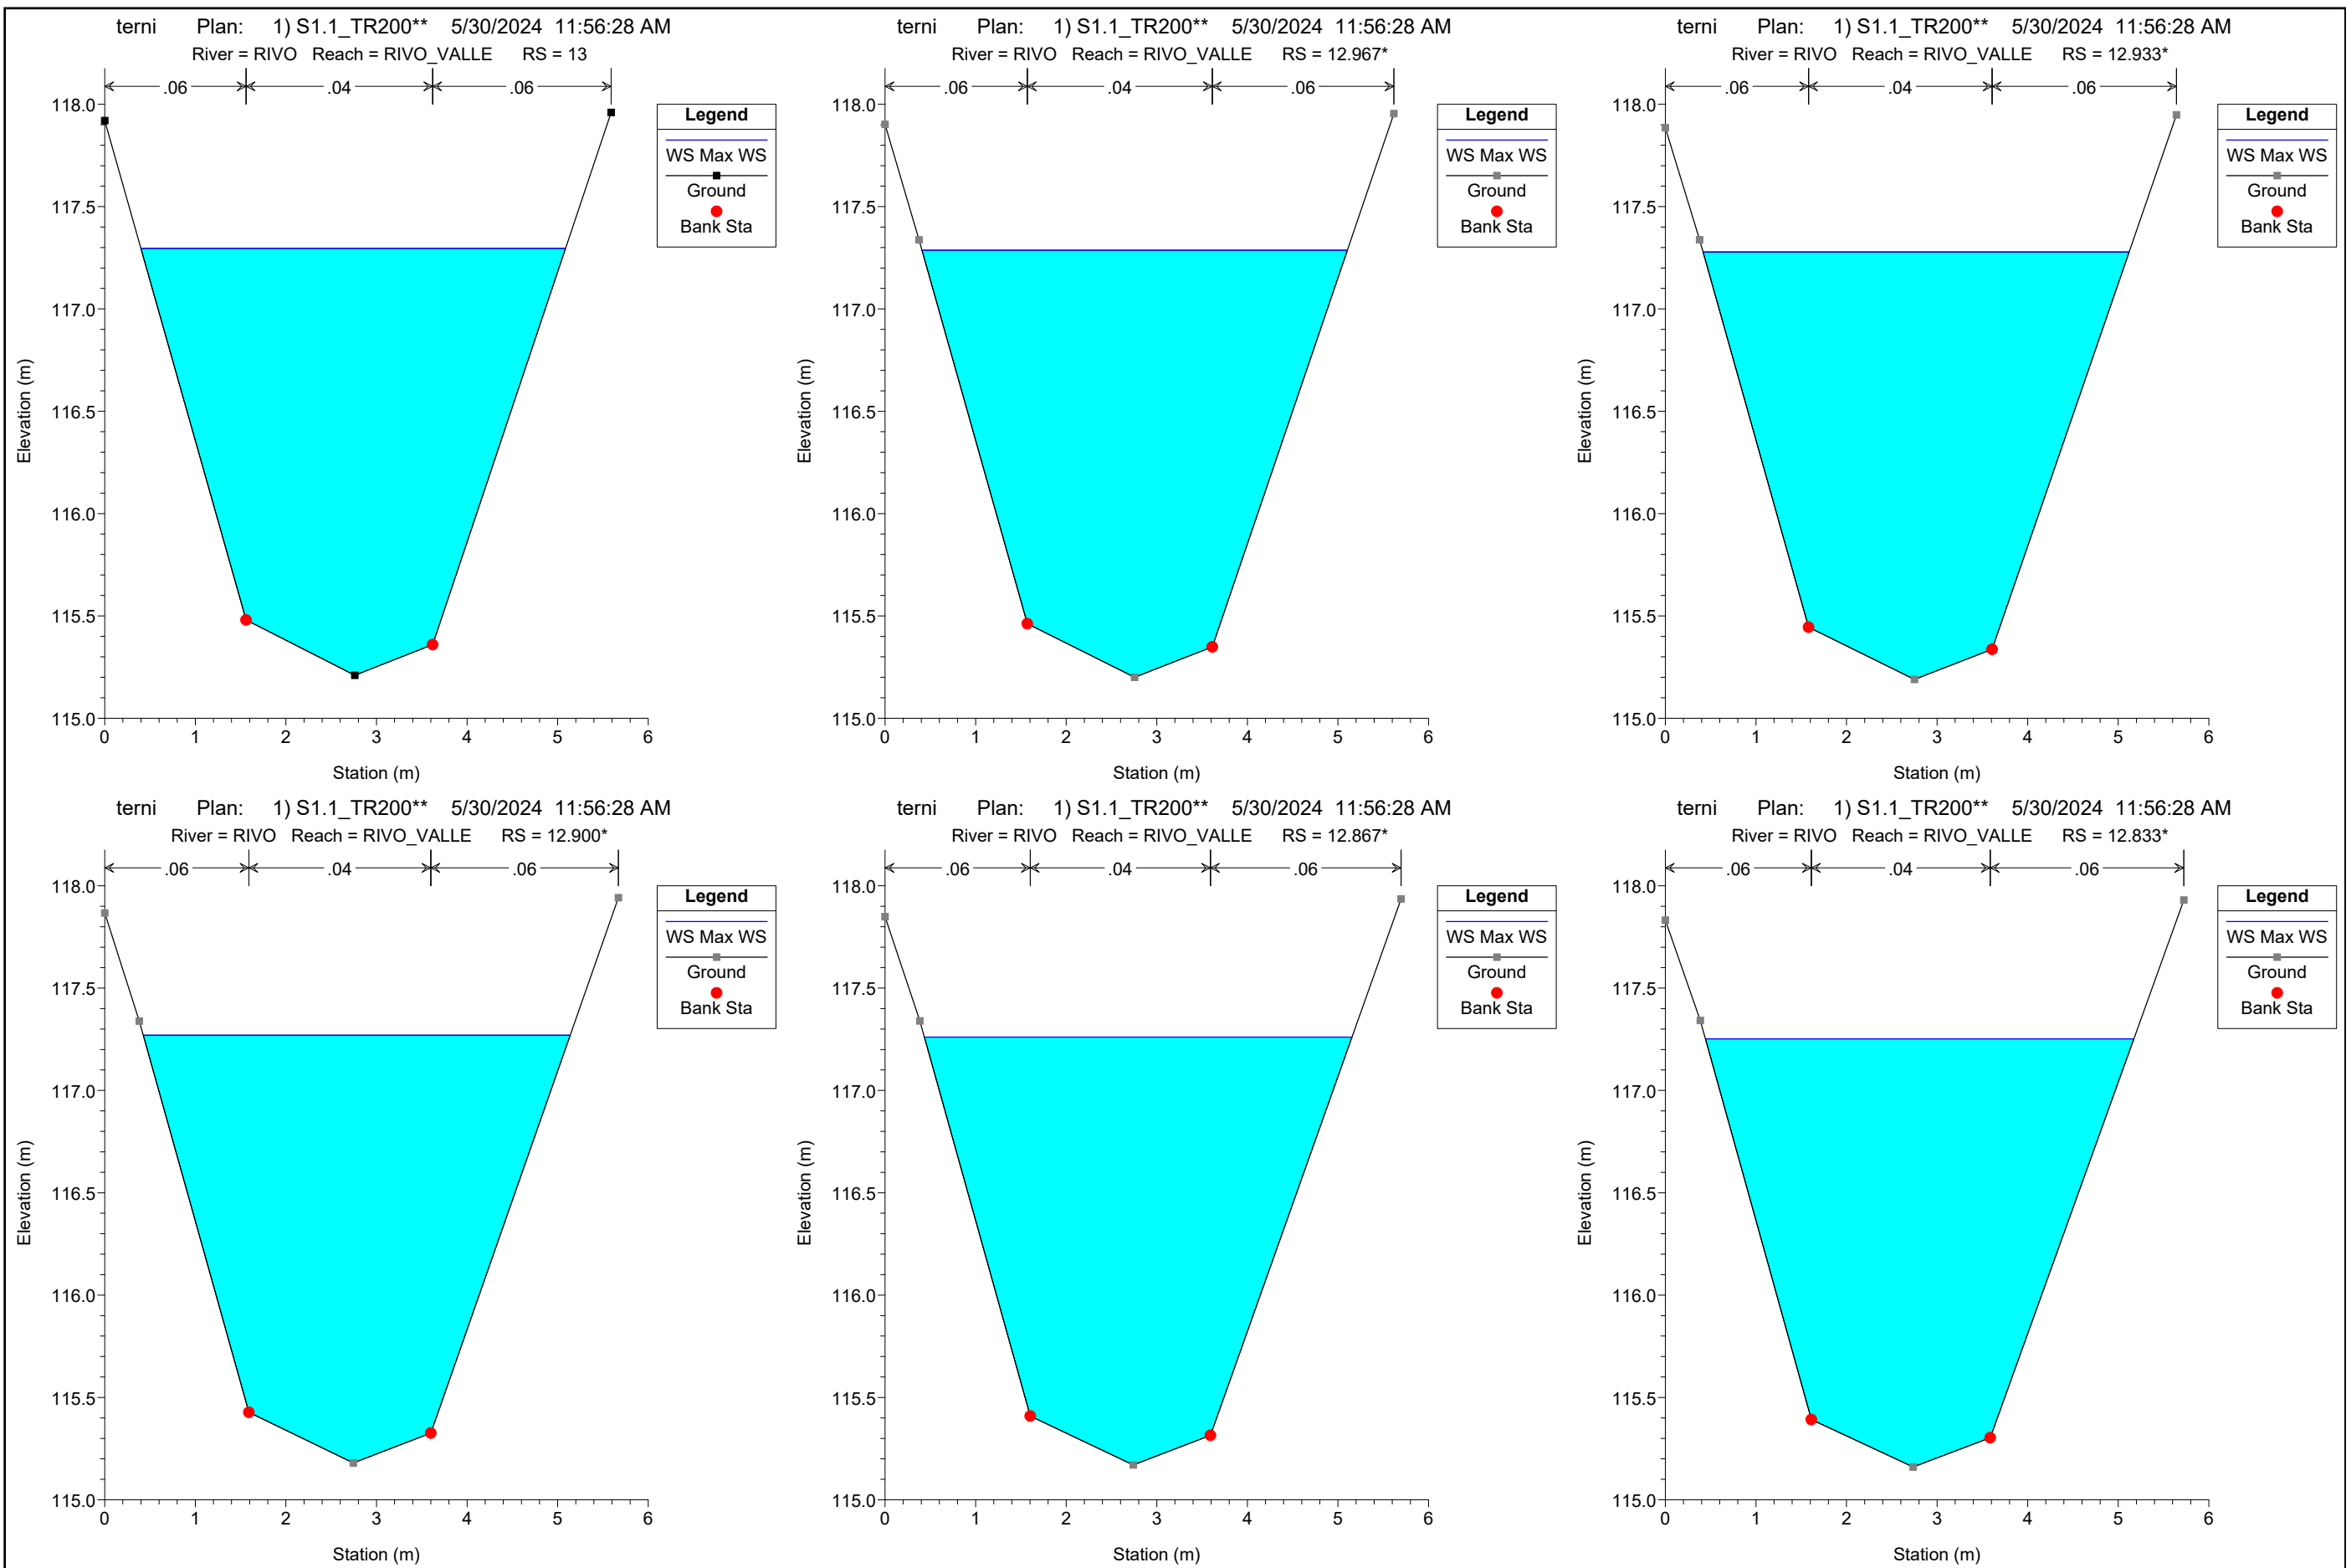 terni Plan: 1) S1.1_TR200** 5/30/2024 11:56:28 AM
River = RIVO Reach = RIVO_VALLE RS = 13
.06 .04 .06
118.0
117.5
117.0
116.5
116.0
115.5
115.0
Elevation (m)
0 1 2 3 4 5 6
Station (m)
Legend
WS Max WS
Ground
Bank Sta
terni Plan: 1) S1.1_TR200** 5/30/2024 11:56:28 AM
River = RIVO Reach = RIVO_VALLE RS = 12.967*
.06 .04 .06
118.0
117.5
117.0
116.5
116.0
115.5
115.0
Elevation (m)
0 1 2 3 4 5 6
Station (m)
Legend
WS Max WS
Ground
Bank Sta
terni Plan: 1) S1.1_TR200** 5/30/2024 11:56:28 AM
River = RIVO Reach = RIVO_VALLE RS = 12.933*
.06 .04 .06
118.0
117.5
117.0
116.5
116.0
115.5
115.0
Elevation (m)
0 1 2 3 4 5 6
Station (m)
Legend
WS Max WS
Ground
Bank Sta
terni Plan: 1) S1.1_TR200** 5/30/2024 11:56:28 AM
River = RIVO Reach = RIVO_VALLE RS = 12.900*
.06 .04 .06
118.0
117.5
117.0
116.5
116.0
115.5
115.0
Elevation (m)
0 1 2 3 4 5 6
Station (m)
Legend
WS Max WS
Ground
Bank Sta
terni Plan: 1) S1.1_TR200** 5/30/2024 11:56:28 AM
River = RIVO Reach = RIVO_VALLE RS = 12.867*
.06 .04 .06
118.0
117.5
117.0
116.5
116.0
115.5
115.0
Elevation (m)
0 1 2 3 4 5 6
Station (m)
Legend
WS Max WS
Ground
Bank Sta
terni Plan: 1) S1.1_TR200** 5/30/2024 11:56:28 AM
River = RIVO Reach = RIVO_VALLE RS = 12.833*
.06 .04 .06
118.0
117.5
117.0
116.5
116.0
115.5
115.0
Elevation (m)
0 1 2 3 4 5 6
Station (m)
Legend
WS Max WS
Ground
Bank Sta